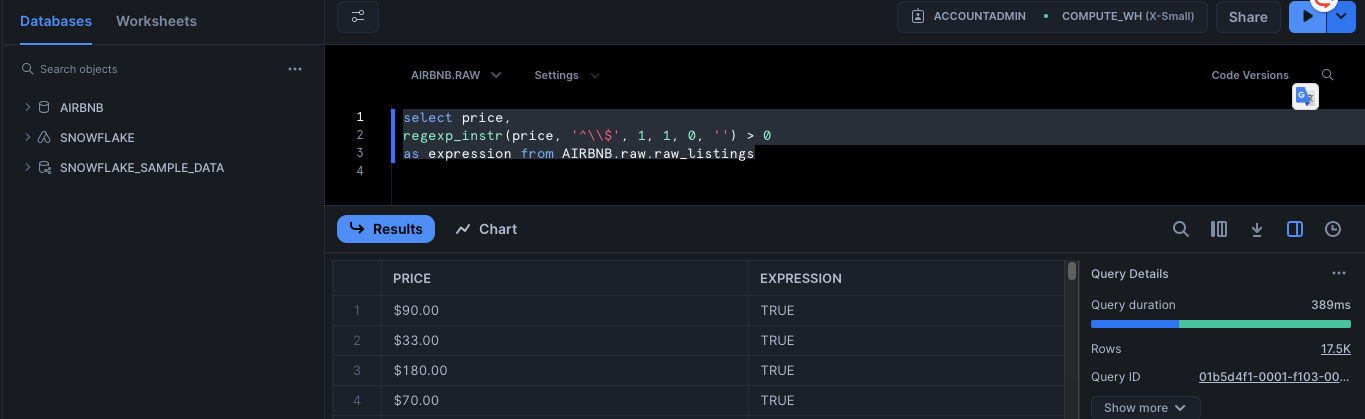 Databases
Worksheets
ACCOUNTADMIN
COMPUTE_WH (X-Small)
Share
Search objects
AIRBNB
SNOWFLAKE
SNOWFLAKE_SAMPLE_DATA
AIRBNB.RAW
Settings
Code Versions
G
1 select price,
2 regexp_instr(price, '^\\$', 1, 1, 0, '') > 0
3 as expression from AIRBNB.raw.raw_listings
4
Results
Chart
PRICE EXPRESSION
1 $90.00 TRUE
2 $33.00 TRUE
3 $180.00 TRUE
4 $70.00 TRUE
Query Details
Query duration 389ms
Rows 17.5K
Query ID 01b5d4f1-0001-f103-00...
Show more